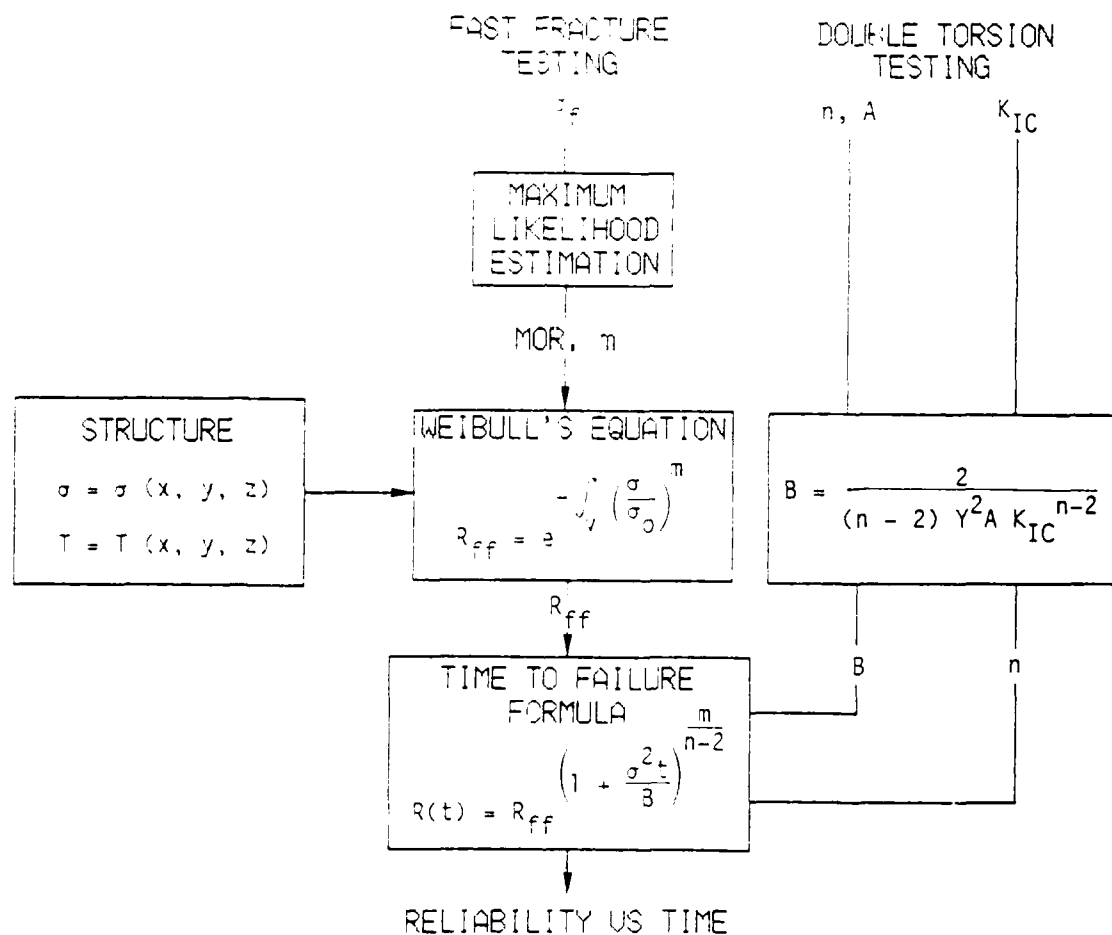 FAST FRACTURE
TESTING
DOUBLE TORSION
TESTING
σ_f
n, A
K_IC
MAXIMUM
LIKELIHOOD
ESTIMATION
MOR, m
STRUCTURE
σ = σ (x, y, z)
T = T (x, y, z)
WEIBULL'S EQUATION
R_ff = e^{-∫_v (σ/σ_0)^m}
B = 2 / ((n - 2) Y^2 A K_IC^{n-2})
R_ff
B
n
TIME TO FAILURE
FORMULA
R(t) = R_ff^{(1 + σ^2 t/B)^{m/(n-2)}}
RELIABILITY VS TIME